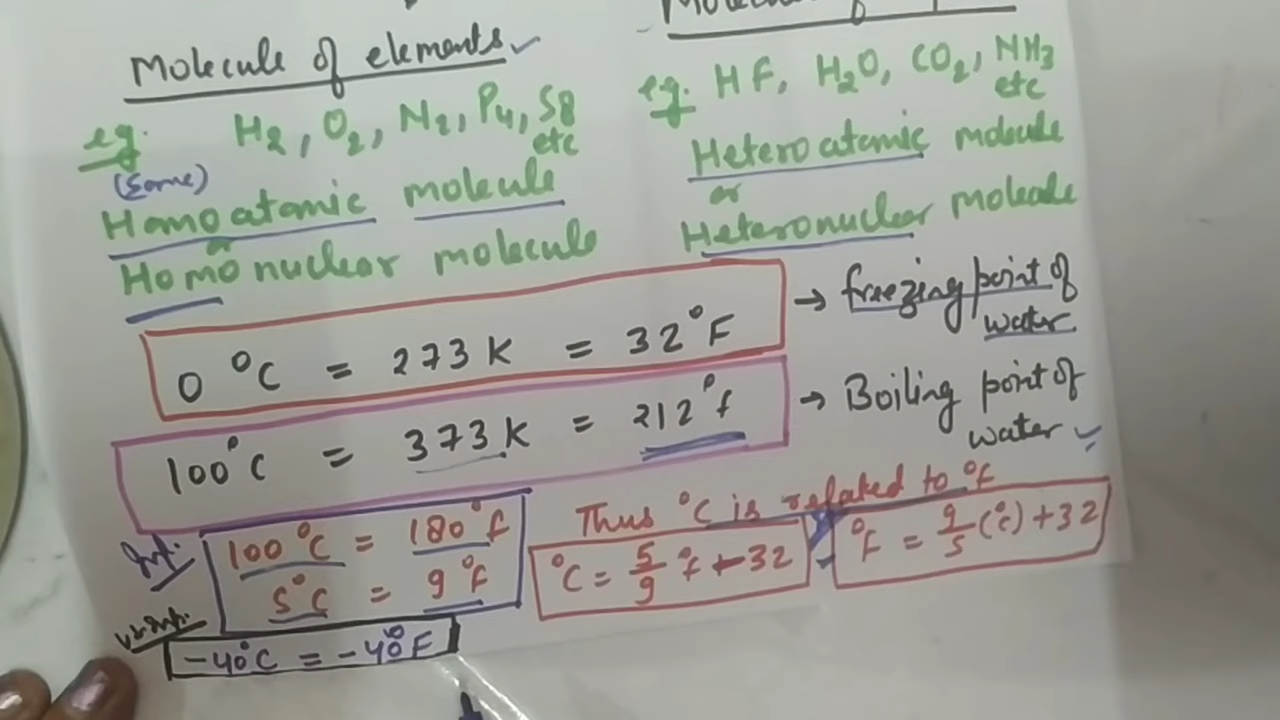 Molecule of elements
eg. H2, O2, N2, P4, S8 etc
(Same)
Homoatomic molecule
or
Homonuclear molecule
eg. HF, H2O, CO2, NH3 etc
Heteroatomic molecule
or
Heteronuclear molecule
0 °C = 273 K = 32 °F → freezing point of water
100°C = 373 K = 212°f → Boiling point of water
Imp.
100 °C = 180°f
5°C = 9 °F
Thus °C is related to °f
°C = 5/9 °f - 32
°F = 9/5 (°C) + 32
-40°C = -40°F